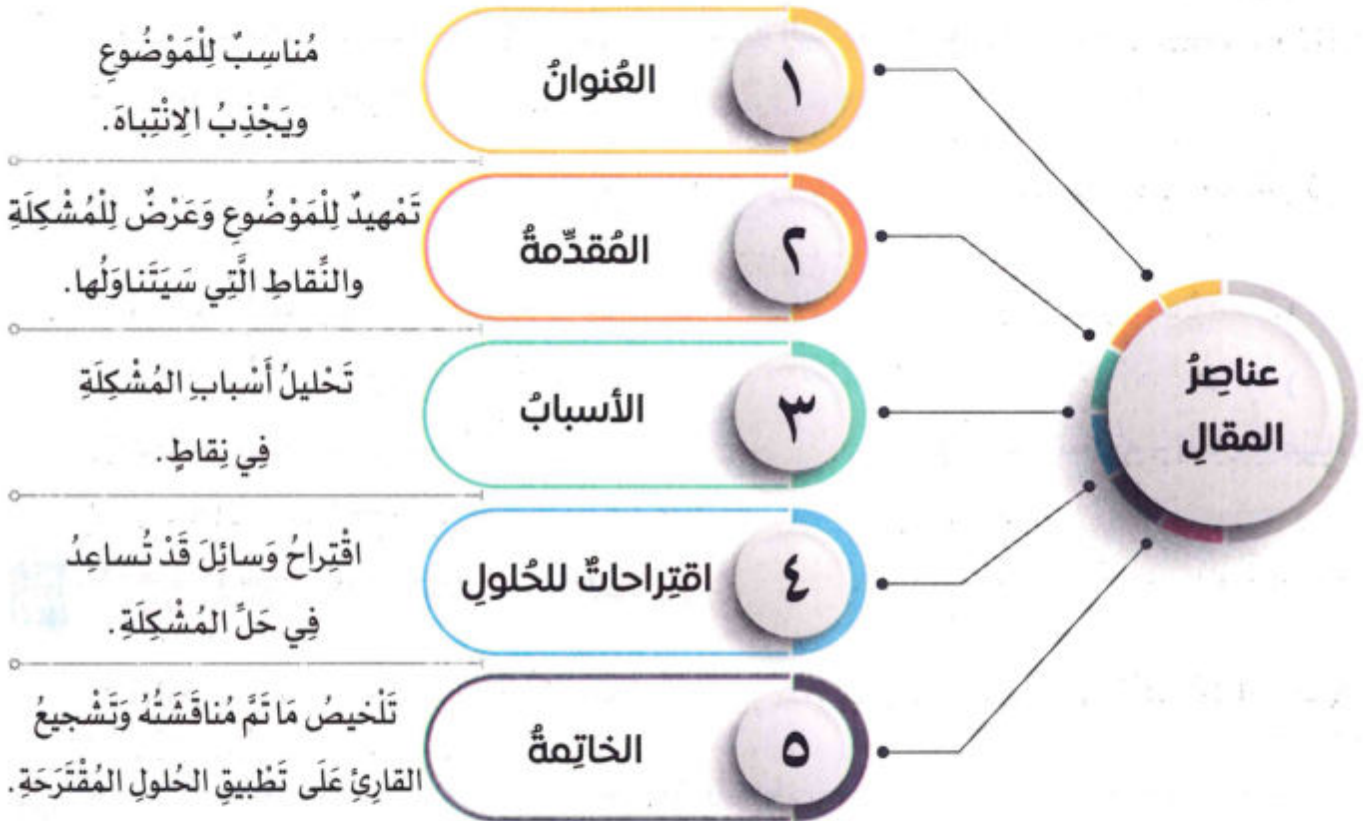 عناصِرُ
المقالِ
١
العُنوانُ
مُناسِبٌ لِلْمَوْضُوعِ
ويَجْذِبُ الِانْتِباهَ.
٢
المُقدِّمةُ
تَمْهيدٌ لِلْمَوْضُوعِ وَعَرْضٌ لِلْمُشْكِلَةِ
والنِّقاطِ الَّتِي سَيَتَناوَلُها.
٣
الأسبابُ
تَحْليلُ أَسْبابِ المُشْكِلَةِ
فِي نِقاطٍ.
٤
اقتِراحاتٌ للحُلولِ
اقْتِراحُ وَسائِلَ قَدْ تُساعِدُ
فِي حَلِّ المُشْكِلَةِ.
٥
الخاتِمةُ
تَلْخيصُ مَا تَمَّ مُناقَشَتُهُ وَتَشْجيعُ
القارِئِ عَلَى تَطْبيقِ الحُلولِ المُقْتَرَحَةِ.